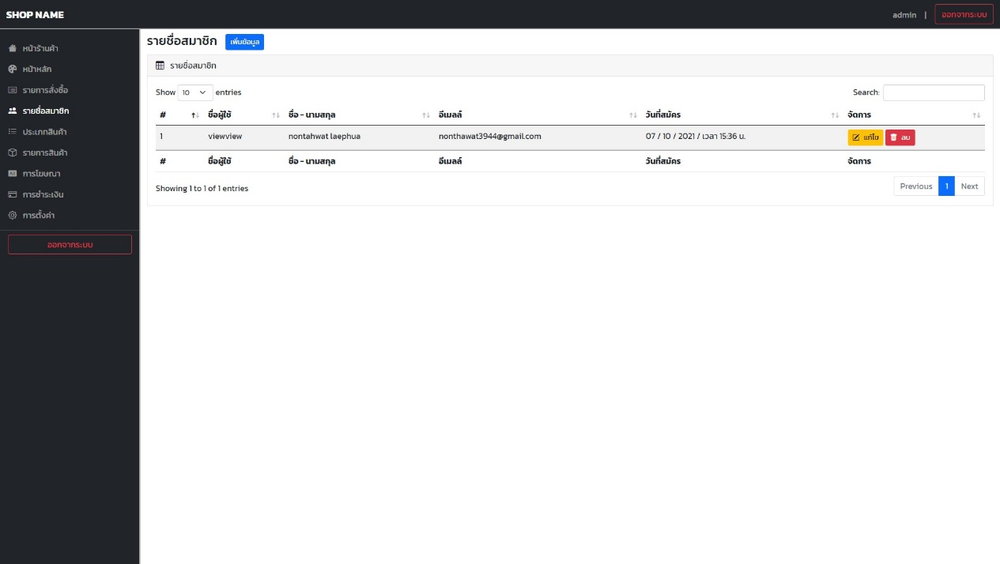 SHOP NAME
admin | ออกจากระบบ
หน้าร้านค้า
หน้าหลัก
รายการสั่งซื้อ
รายชื่อสมาชิก
ประเภทสินค้า
รายการสินค้า
การโฆษณา
การชำระเงิน
การตั้งค่า
ออกจากระบบ
รายชื่อสมาชิก เพิ่มข้อมูล
รายชื่อสมาชิก
Show 10 entries Search:
# ชื่อผู้ใช้ ชื่อ - นามสกุล อีเมลล์ วันที่สมัคร จัดการ
1 viewview nontahwat laephua nonthawat3944@gmail.com 07 / 10 / 2021 / เวลา 15:36 น. แก้ไข ลบ
# ชื่อผู้ใช้ ชื่อ - นามสกุล อีเมลล์ วันที่สมัคร จัดการ
Showing 1 to 1 of 1 entries Previous 1 Next